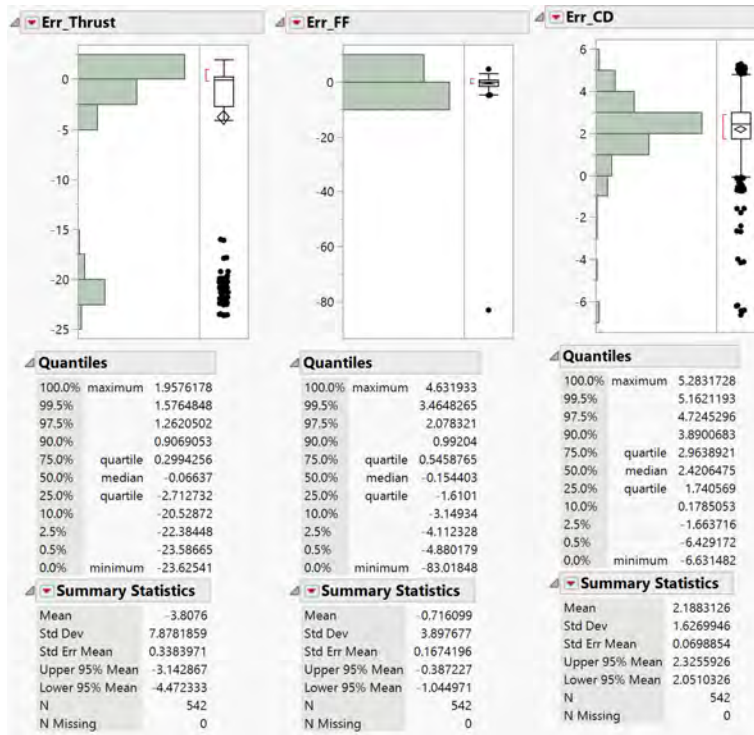 Err_Thrust
0
-5
-10
-15
-20
-25
Quantiles
100.0% maximum 1.9576178
99.5% 1.5764848
97.5% 1.2620502
90.0% 0.9069053
75.0% quartile 0.2994256
50.0% median -0.06637
25.0% quartile -2.712732
10.0% -20.52872
2.5% -22.38448
0.5% -23.58665
0.0% minimum -23.62541
Summary Statistics
Mean -3.8076
Std Dev 7.8781859
Std Err Mean 0.3383971
Upper 95% Mean -3.142867
Lower 95% Mean -4.472333
N 542
N Missing 0
Err_FF
0
-20
-40
-60
-80
Quantiles
100.0% maximum 4.631933
99.5% 3.4648265
97.5% 2.078321
90.0% 0.99204
75.0% quartile 0.5458765
50.0% median -0.154403
25.0% quartile -1.6101
10.0% -3.14934
2.5% -4.112328
0.5% -4.880179
0.0% minimum -83.01848
Summary Statistics
Mean -0.716099
Std Dev 3.897677
Std Err Mean 0.1674196
Upper 95% Mean -0.387227
Lower 95% Mean -1.044971
N 542
N Missing 0
Err_CD
6
4
2
0
-2
-4
-6
Quantiles
100.0% maximum 5.2831728
99.5% 5.1621193
97.5% 4.7245296
90.0% 3.8900683
75.0% quartile 2.9638921
50.0% median 2.4206475
25.0% quartile 1.740569
10.0% 0.1785053
2.5% -1.663716
0.5% -6.429172
0.0% minimum -6.631482
Summary Statistics
Mean 2.1883126
Std Dev 1.6269946
Std Err Mean 0.0698854
Upper 95% Mean 2.3255926
Lower 95% Mean 2.0510326
N 542
N Missing 0